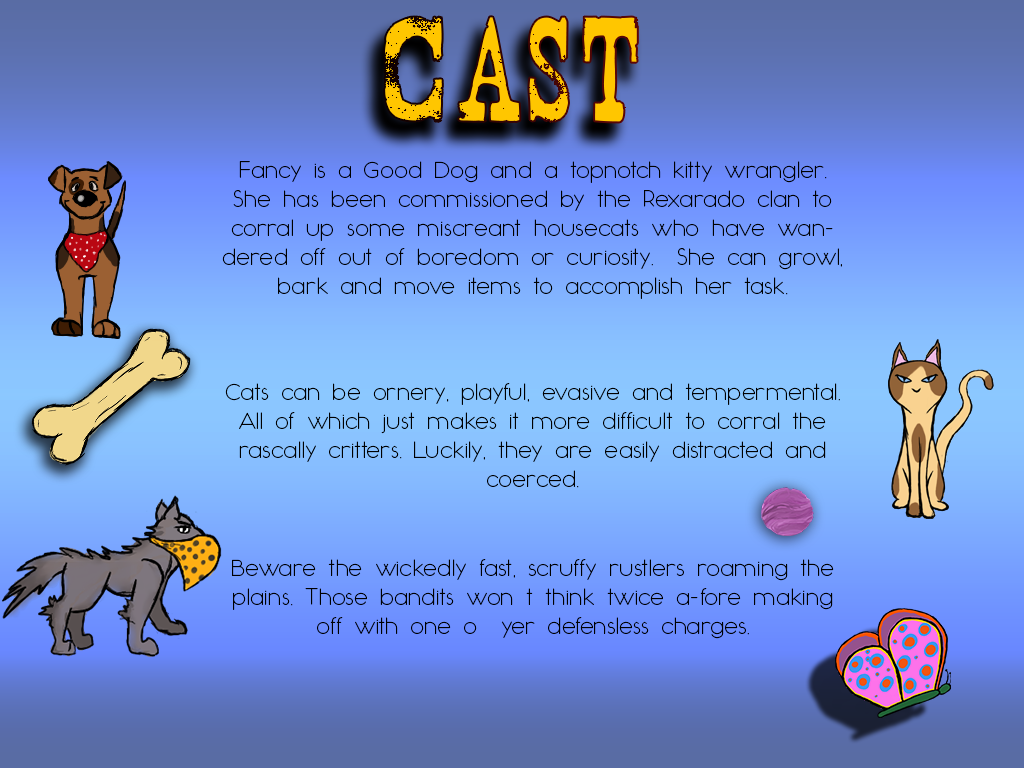 CAST
Fancy is a Good Dog and a topnotch kitty wrangler.
She has been commissioned by the Rexarado clan to
corral up some miscreant housecats who have wan-
dered off out of boredom or curiosity. She can growl,
bark and move items to accomplish her task.
Cats can be ornery, playful, evasive and tempermental.
All of which just makes it more difficult to corral the
rascally critters. Luckily, they are easily distracted and
coerced.
Beware the wickedly fast, scruffy rustlers roaming the
plains. Those bandits won t think twice a-fore making
off with one o yer defensless charges.